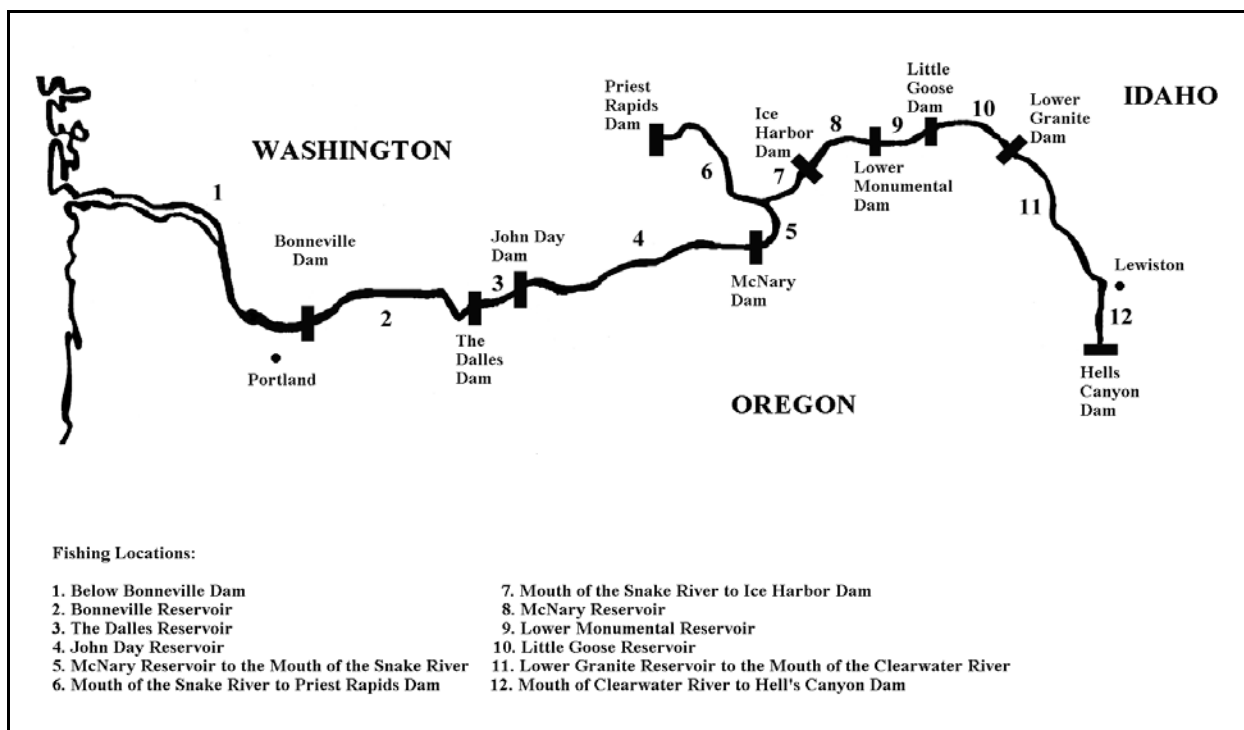 WASHINGTON
IDAHO
OREGON
Priest
Rapids
Dam
Ice
Harbor
Dam
Little
Goose
Dam
Lower
Granite
Dam
Lower
Monumental
Dam
Bonneville
Dam
John Day
Dam
McNary
Dam
The
Dalles
Dam
Portland
Lewiston
Hells
Canyon
Dam
1
2
3
4
5
6
7
8
9
10
11
12
Fishing Locations:
1. Below Bonneville Dam
2. Bonneville Reservoir
3. The Dalles Reservoir
4. John Day Reservoir
5. McNary Reservoir to the Mouth of the Snake River
6. Mouth of the Snake River to Priest Rapids Dam
7. Mouth of the Snake River to Ice Harbor Dam
8. McNary Reservoir
9. Lower Monumental Reservoir
10. Little Goose Reservoir
11. Lower Granite Reservoir to the Mouth of the Clearwater River
12. Mouth of Clearwater River to Hell's Canyon Dam